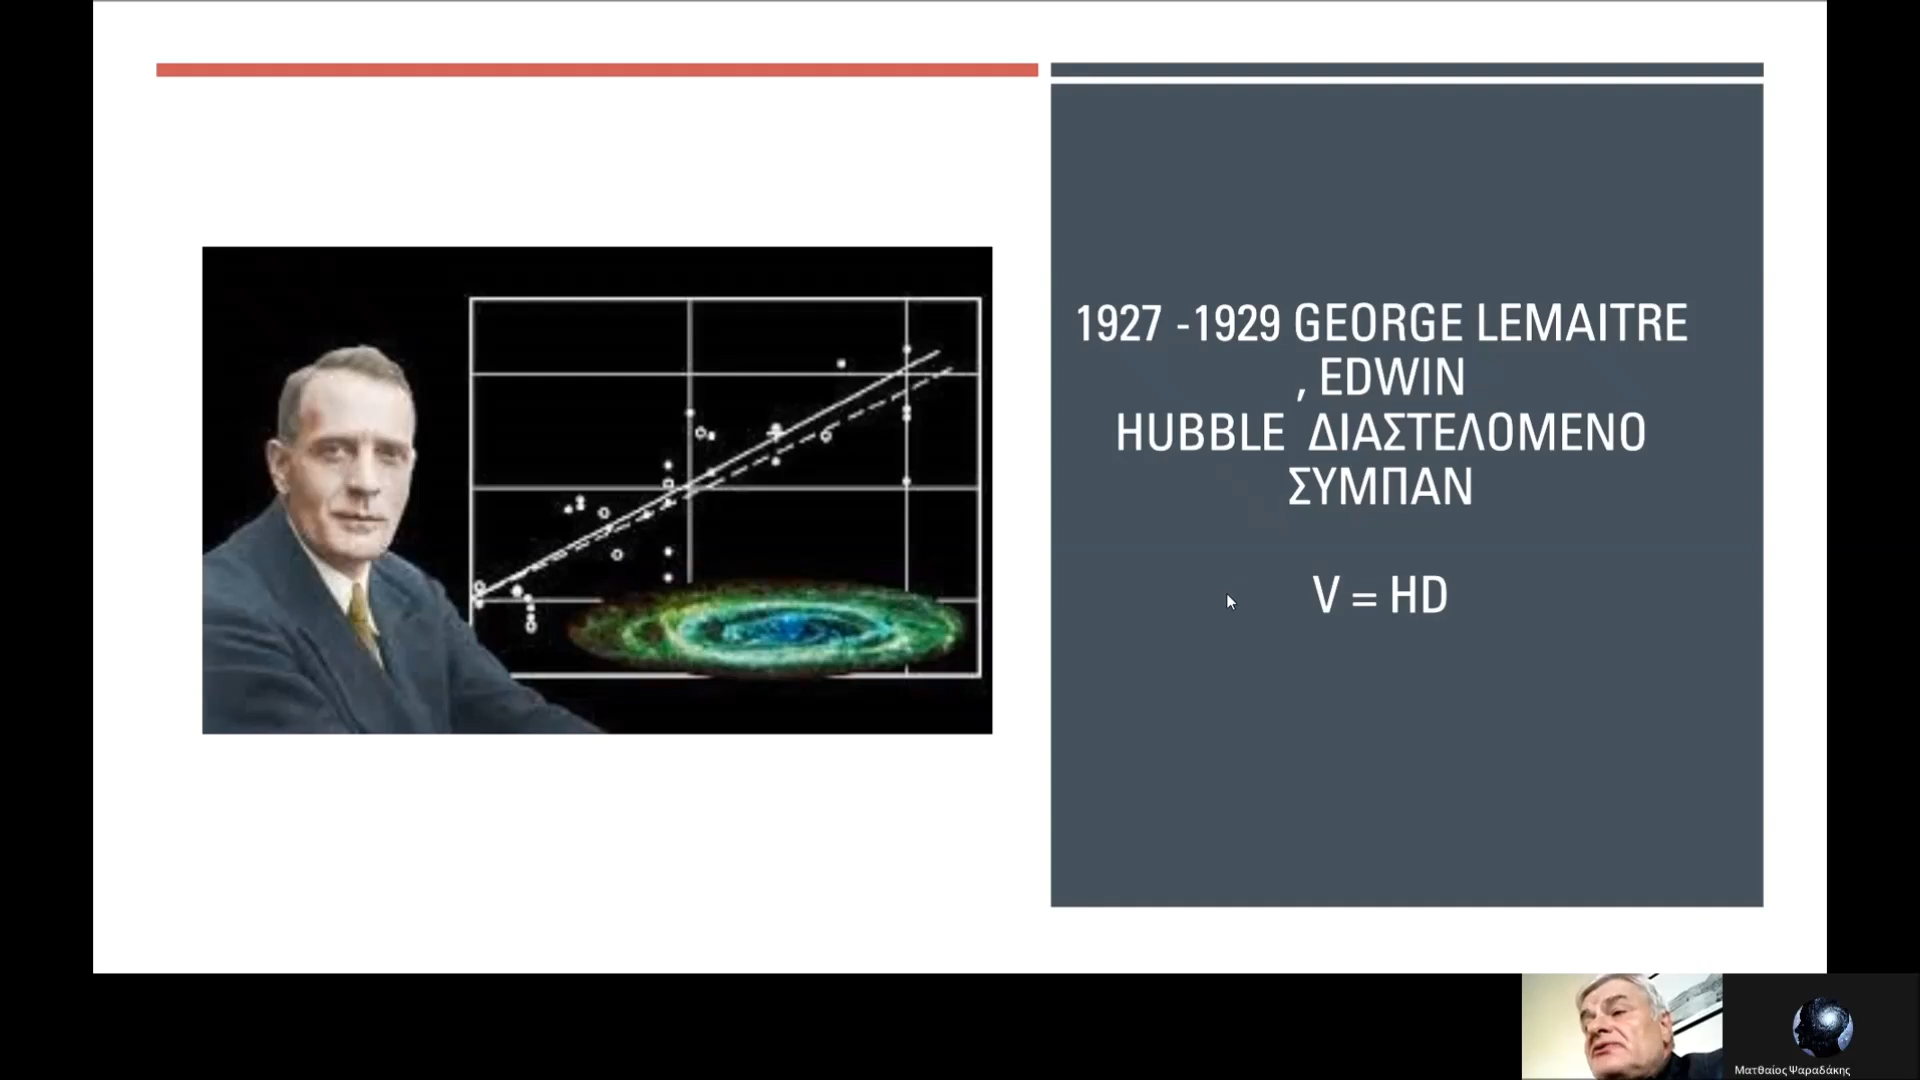 1927 -1929 GEORGE LEMAITRE
, EDWIN
HUBBLE ΔΙΑΣΤΕΛΟΜΕΝΟ
ΣΥΜΠΑΝ
V = HD
Ματθαίος Ψαραδάκης